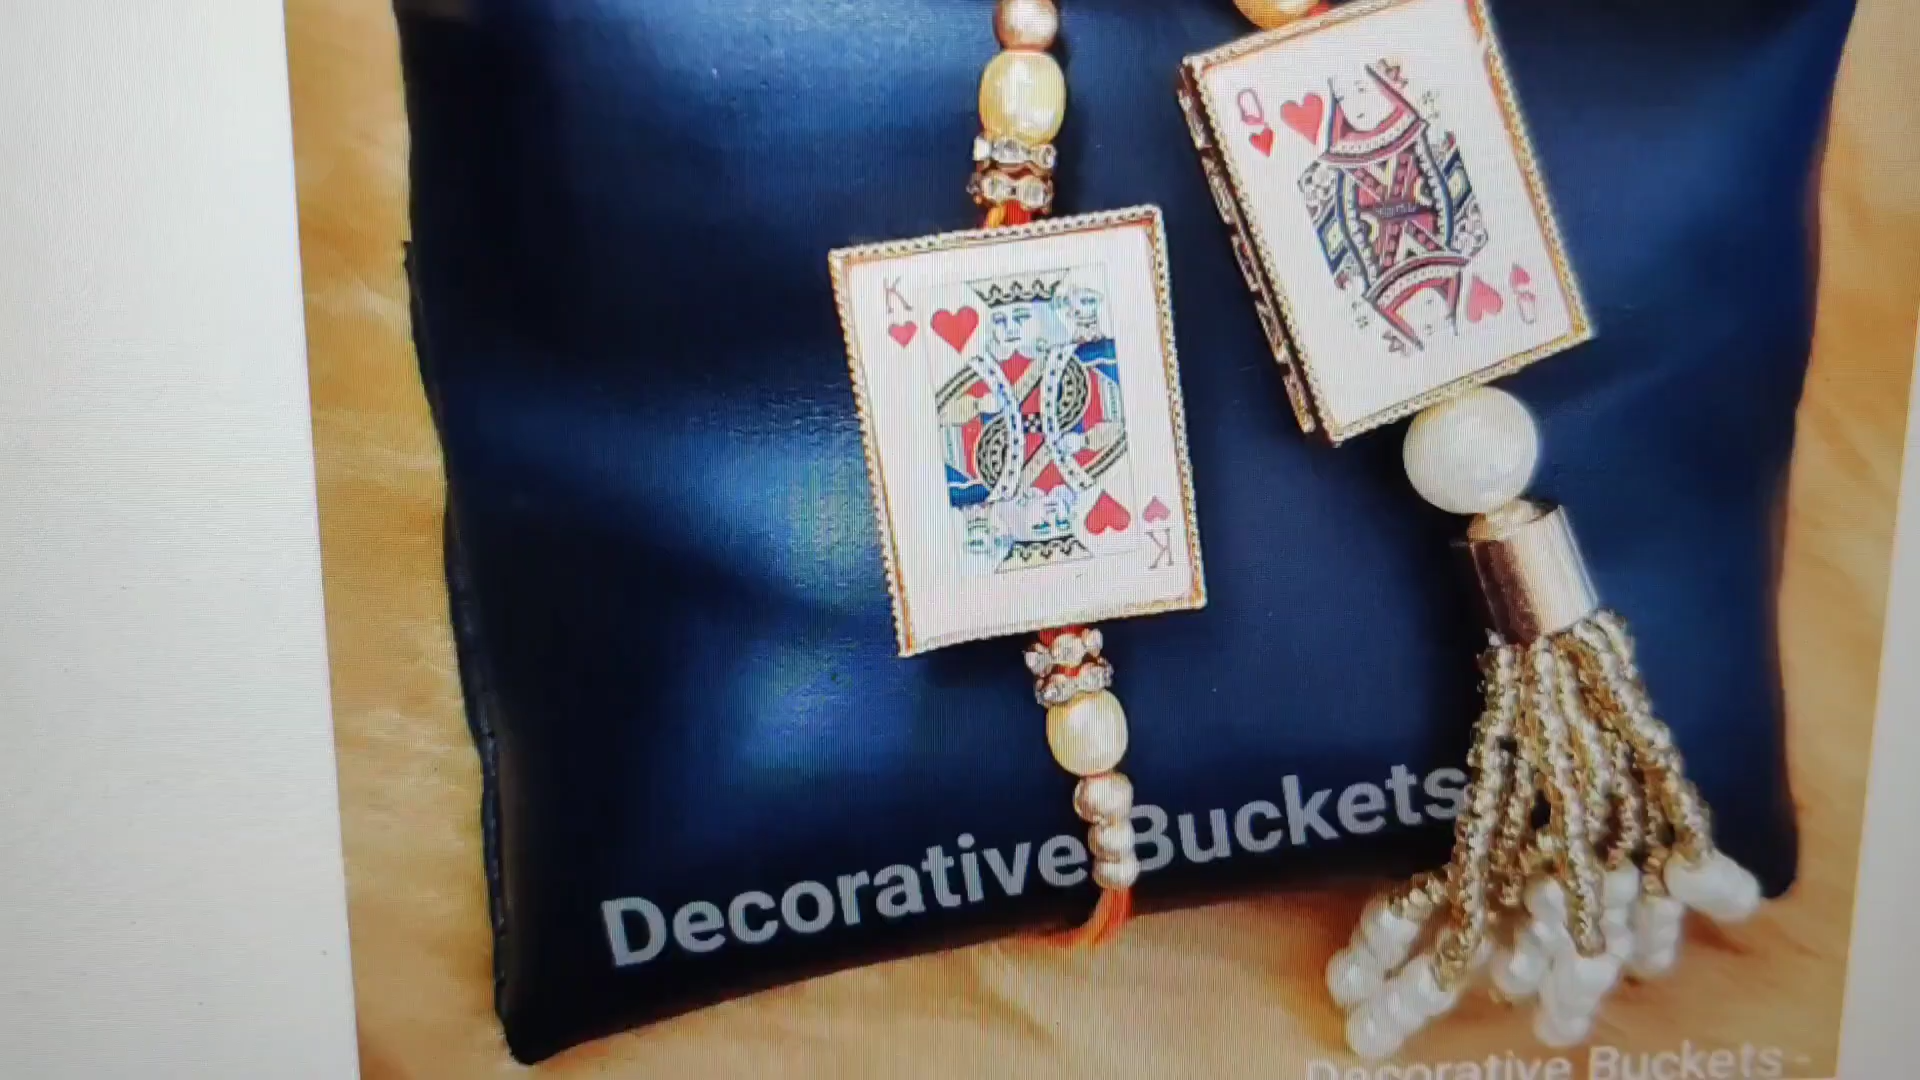 Q
K
Q
K
Decorative Buckets
Decorative Buckets -